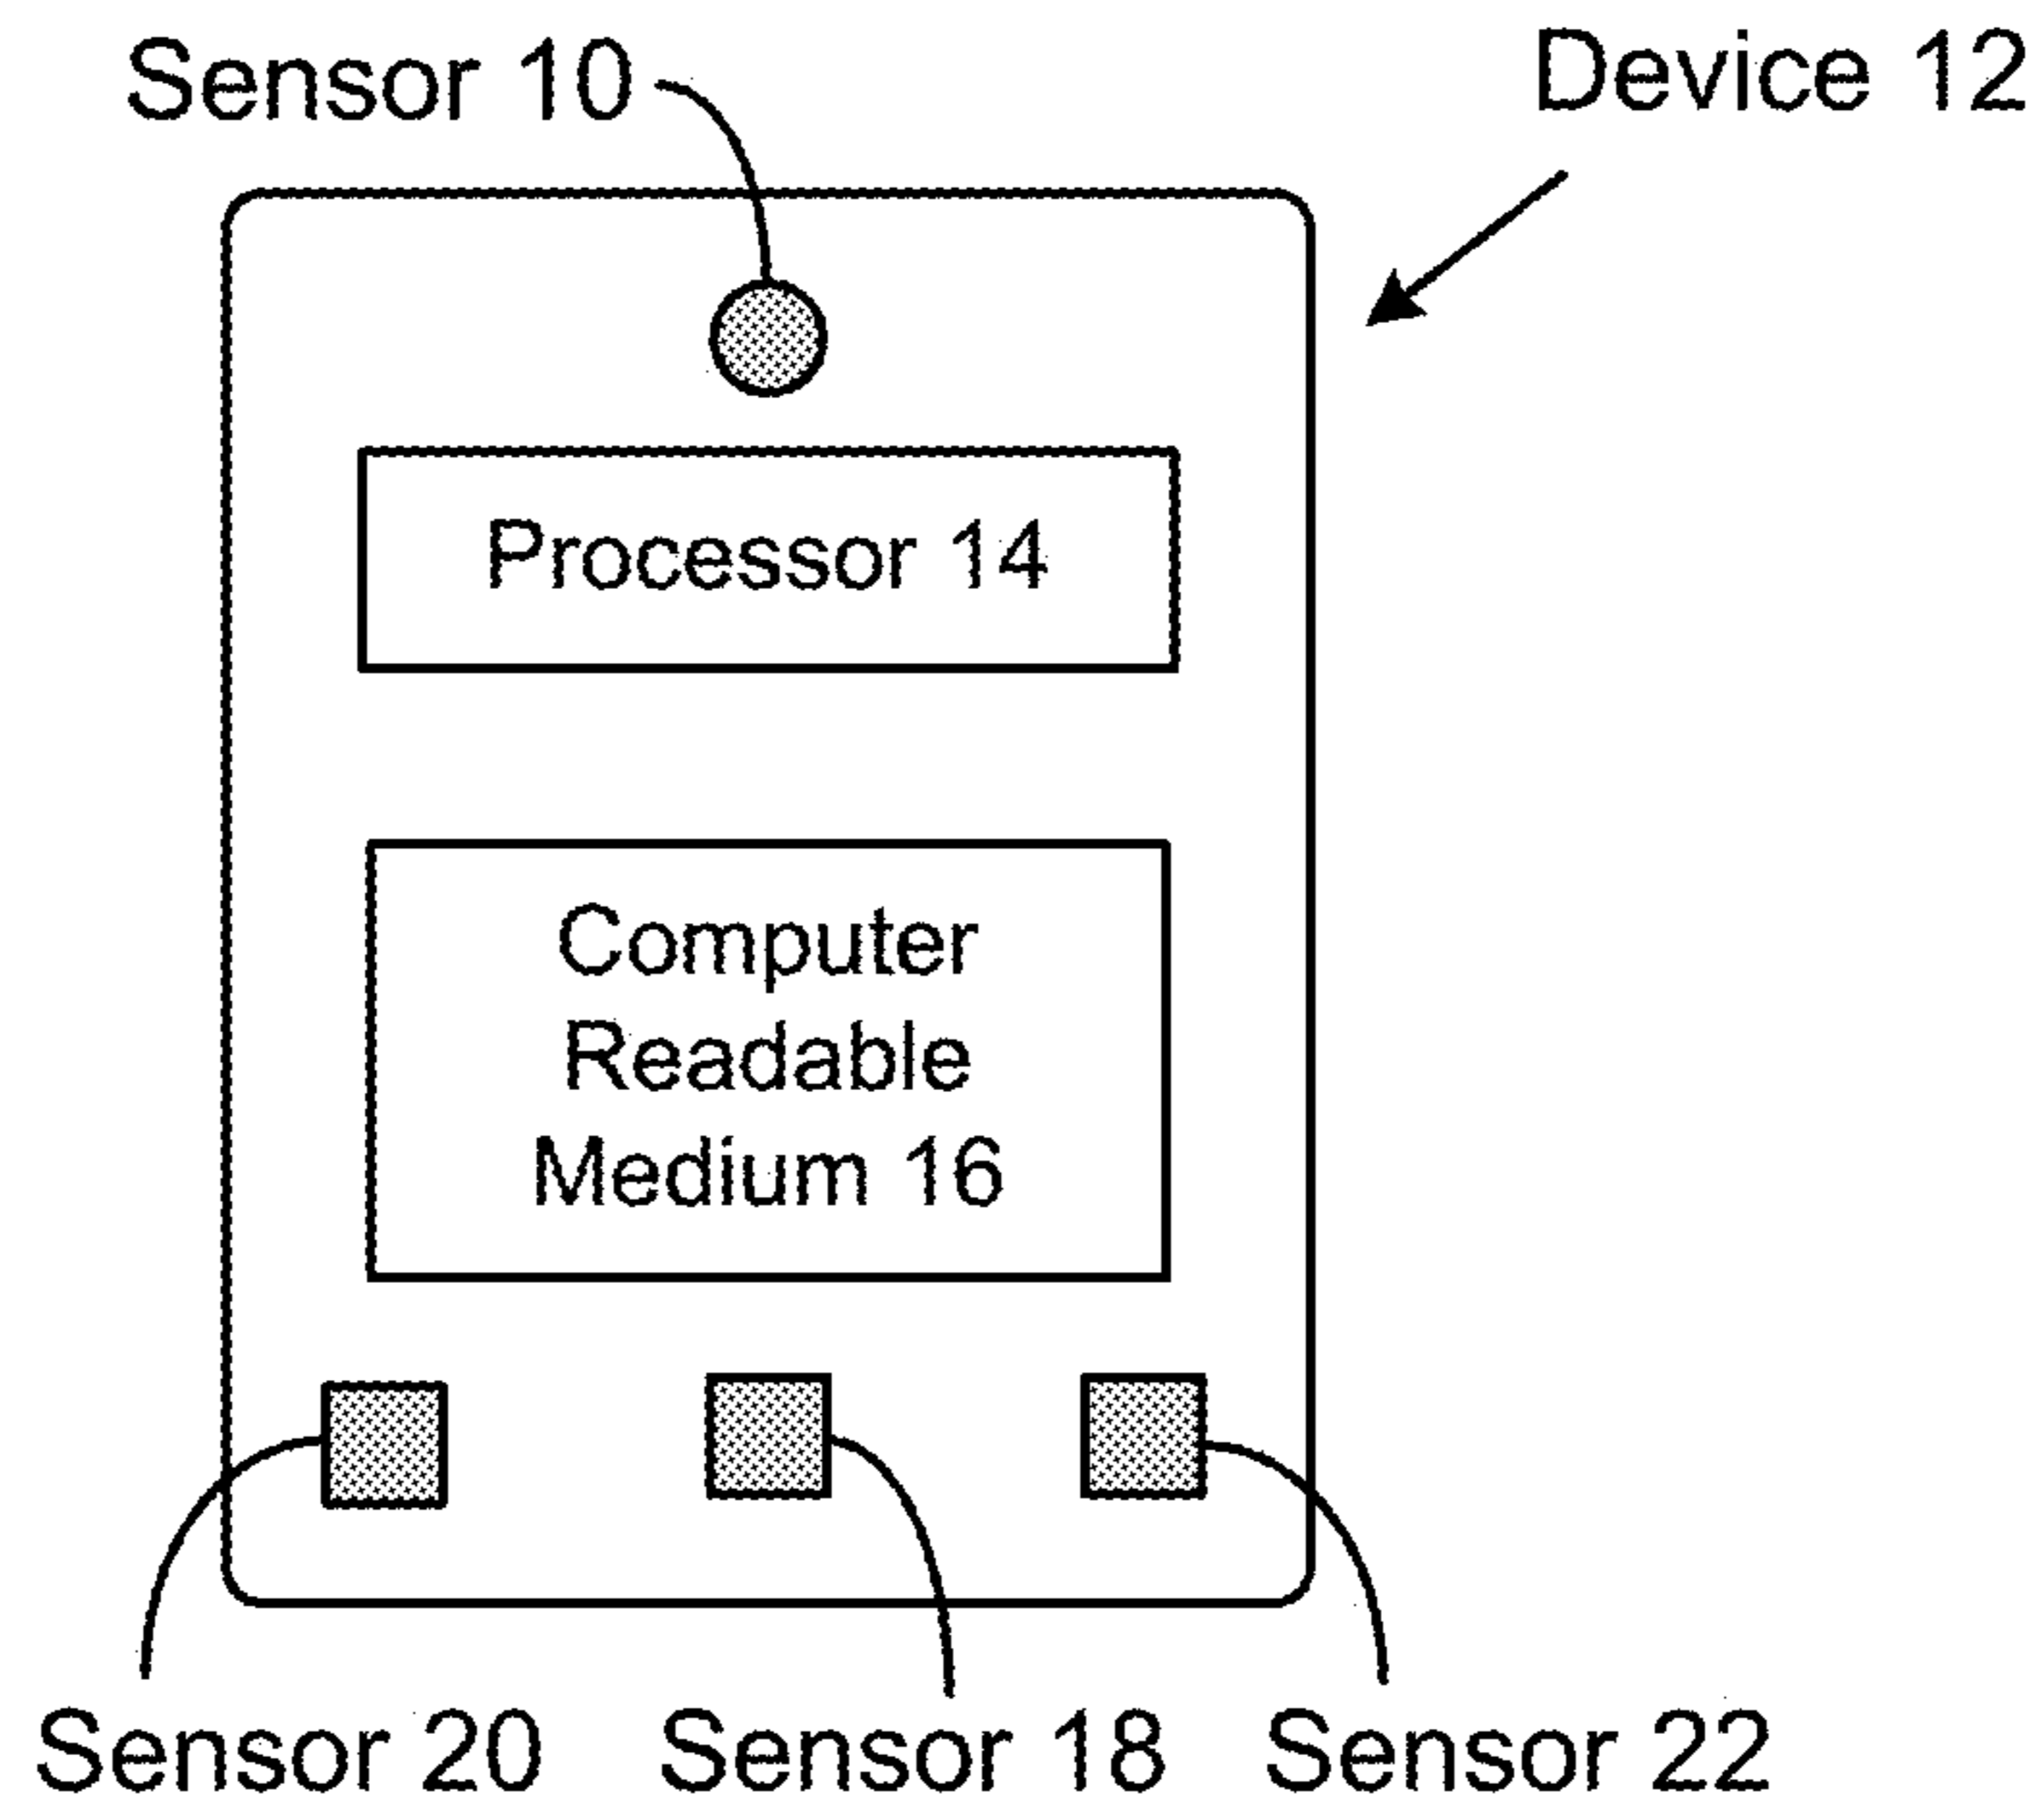 Sensor 10
Device 12
Processor 14
Computer
Readable
Medium 16
Sensor 20
Sensor 18
Sensor 22